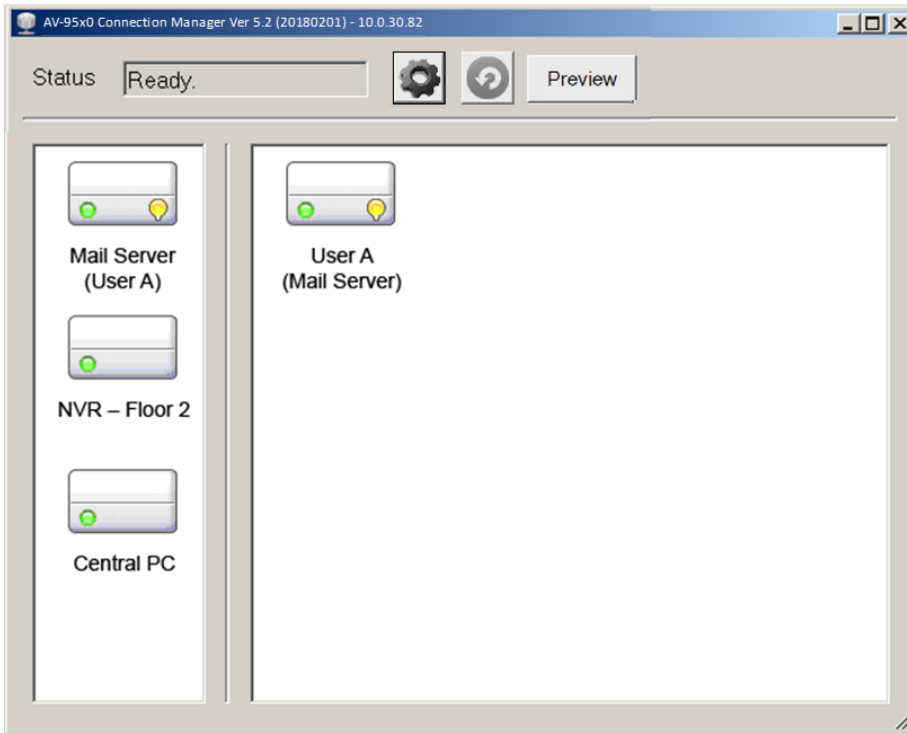 AV-95x0 Connection Manager Ver 5.2 (20180201) - 10.0.30.82
Status
Ready.
Preview
Mail Server
(User A)
User A
(Mail Server)
NVR – Floor 2
Central PC